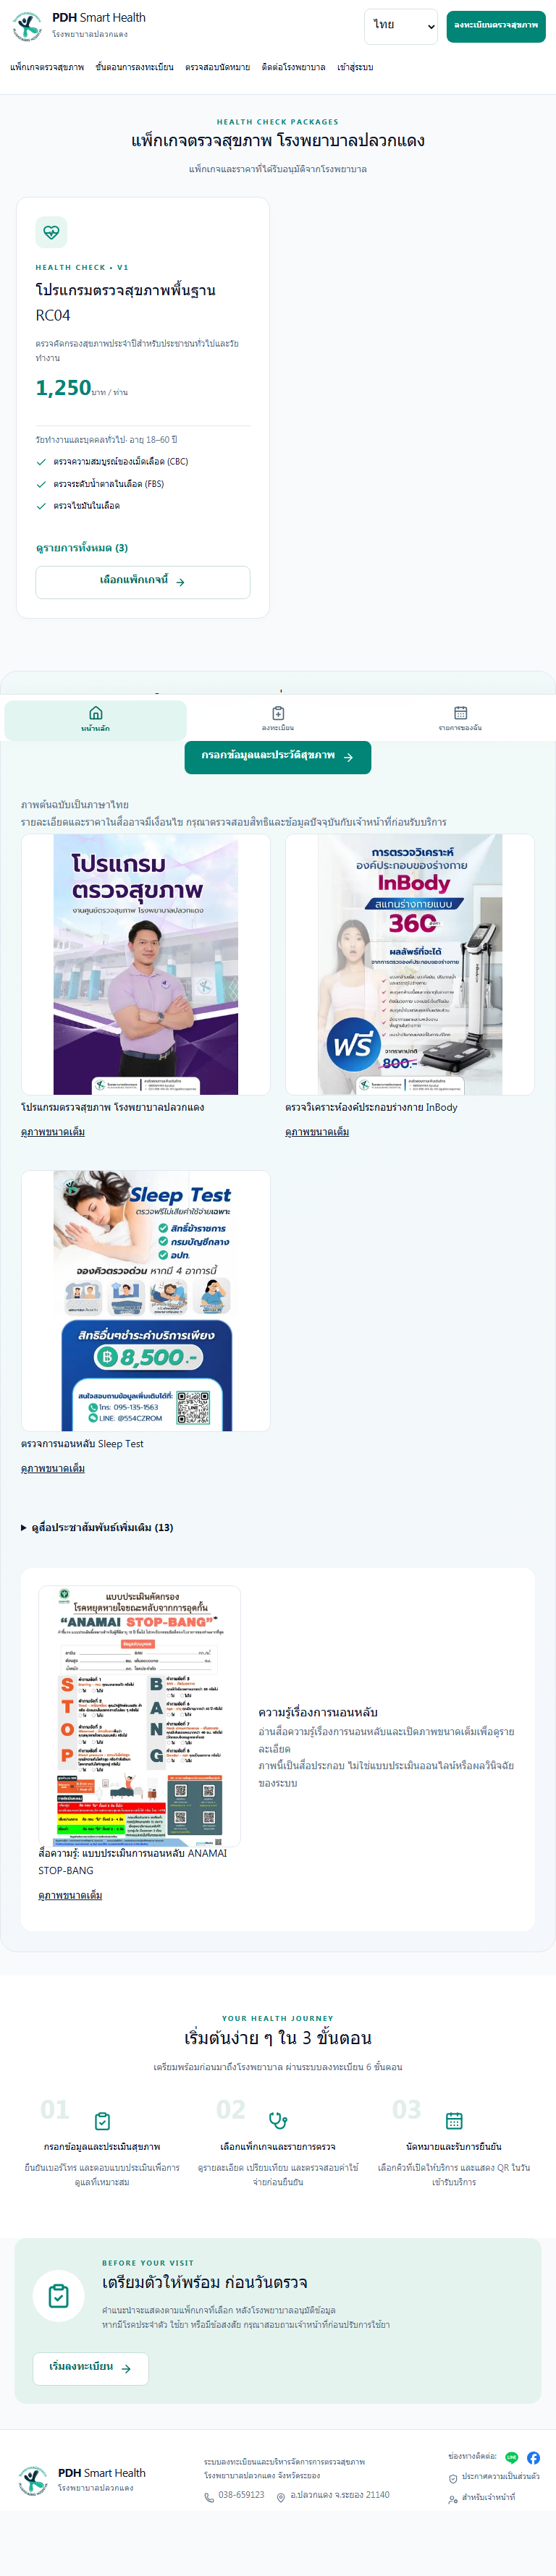 PDH Smart Health
โรงพยาบาลปลวกแดง
ไทย
ลงทะเบียนตรวจสุขภาพ
แพ็กเกจตรวจสุขภาพ ขั้นตอนการลงทะเบียน ตรวจสอบนัดหมาย ติดต่อโรงพยาบาล เข้าสู่ระบบ
HEALTH CHECK PACKAGES
แพ็กเกจตรวจสุขภาพ โรงพยาบาลปลวกแดง
แพ็กเกจและราคาที่ได้รับอนุมัติจากโรงพยาบาล
HEALTH CHECK • V1
โปรแกรมตรวจสุขภาพพื้นฐาน
RC04
ตรวจคัดกรองสุขภาพประจำปีสำหรับประชาชนทั่วไปและวัย
ทำงาน
1,250 บาท / ท่าน
วัยทำงานและบุคคลทั่วไป· อายุ 18–60 ปี
ตรวจความสมบูรณ์ของเม็ดเลือด (CBC)
ตรวจระดับน้ำตาลในเลือด (FBS)
ตรวจไขมันในเลือด
ดูรายการทั้งหมด (3)
เลือกแพ็กเกจนี้
หน้าหลัก
ลงทะเบียน
รายการของฉัน
กรอกข้อมูลและประวัติสุขภาพ
ภาพต้นฉบับเป็นภาษาไทย
รายละเอียดและราคาในสื่ออาจมีเงื่อนไข กรุณาตรวจสอบสิทธิและข้อมูลปัจจุบันกับเจ้าหน้าที่ก่อนรับบริการ
โปรแกรม
ตรวจสุขภาพ
งานศูนย์ตรวจสุขภาพ โรงพยาบาลปลวกแดง
การตรวจวิเคราะห์
องค์ประกอบของร่างกาย
InBody
สแกนร่างกายแบบ
360
ผลลัพธ์ที่จะได้
จากการตรวจองค์ประกอบของร่างกาย
ฟรี
จากราคาปกติ
800.-
โปรแกรมตรวจสุขภาพ โรงพยาบาลปลวกแดง
ดูภาพขนาดเต็ม
ตรวจวิเคราะห์องค์ประกอบร่างกาย InBody
ดูภาพขนาดเต็ม
Sleep Test
ตรวจฟรีไม่เสียค่าใช้จ่ายเฉพาะ
สิทธิ์ข้าราชการ
กรมบัญชีกลาง
อปท.
จองคิวตรวจด่วน หากมี 4 อาการนี้
สิทธิอื่นๆชำระค่าบริการเพียง
฿ 8,500.-
สนใจสอบถามข้อมูลเพิ่มเติมได้ที่:
โทร: 095-135-1563
LINE: @554CZROM
ตรวจการนอนหลับ Sleep Test
ดูภาพขนาดเต็ม
ดูสื่อประชาสัมพันธ์เพิ่มเติม (13)
แบบประเมินคัดกรอง
โรคหยุดหายใจขณะหลับจากการอุดกั้น
"ANAMAI STOP-BANG"
S
T
O
P
B
A
N
G
ความรู้เรื่องการนอนหลับ
อ่านสื่อความรู้เรื่องการนอนหลับและเปิดภาพขนาดเต็มเพื่อดูราย
ละเอียด
ภาพนี้เป็นสื่อประกอบ ไม่ใช่แบบประเมินออนไลน์หรือผลวินิจฉัย
ของระบบ
สื่อความรู้: แบบประเมินการนอนหลับ ANAMAI
STOP-BANG
ดูภาพขนาดเต็ม
YOUR HEALTH JOURNEY
เริ่มต้นง่าย ๆ ใน 3 ขั้นตอน
เตรียมพร้อมก่อนมาถึงโรงพยาบาล ผ่านระบบลงทะเบียน 6 ขั้นตอน
01
กรอกข้อมูลและประเมินสุขภาพ
ยืนยันเบอร์โทร และตอบแบบประเมินเพื่อการ
ดูแลที่เหมาะสม
02
เลือกแพ็กเกจและรายการตรวจ
ดูรายละเอียด เปรียบเทียบ และตรวจสอบค่าใช้
จ่ายก่อนยืนยัน
03
นัดหมายและรับการยืนยัน
เลือกคิวที่เปิดให้บริการ และแสดง QR ในวัน
เข้ารับบริการ
BEFORE YOUR VISIT
เตรียมตัวให้พร้อม ก่อนวันตรวจ
คำแนะนำจะแสดงตามแพ็กเกจที่เลือก หลังโรงพยาบาลอนุมัติข้อมูล
หากมีโรคประจำตัว ใช้ยา หรือมีข้อสงสัย กรุณาสอบถามเจ้าหน้าที่ก่อนปรับการใช้ยา
เริ่มลงทะเบียน
PDH Smart Health
โรงพยาบาลปลวกแดง
ระบบลงทะเบียนและบริหารจัดการการตรวจสุขภาพ
โรงพยาบาลปลวกแดง จังหวัดระยอง
038-659123 อ.ปลวกแดง จ.ระยอง 21140
ช่องทางติดต่อ:
ประกาศความเป็นส่วนตัว
สำหรับเจ้าหน้าที่